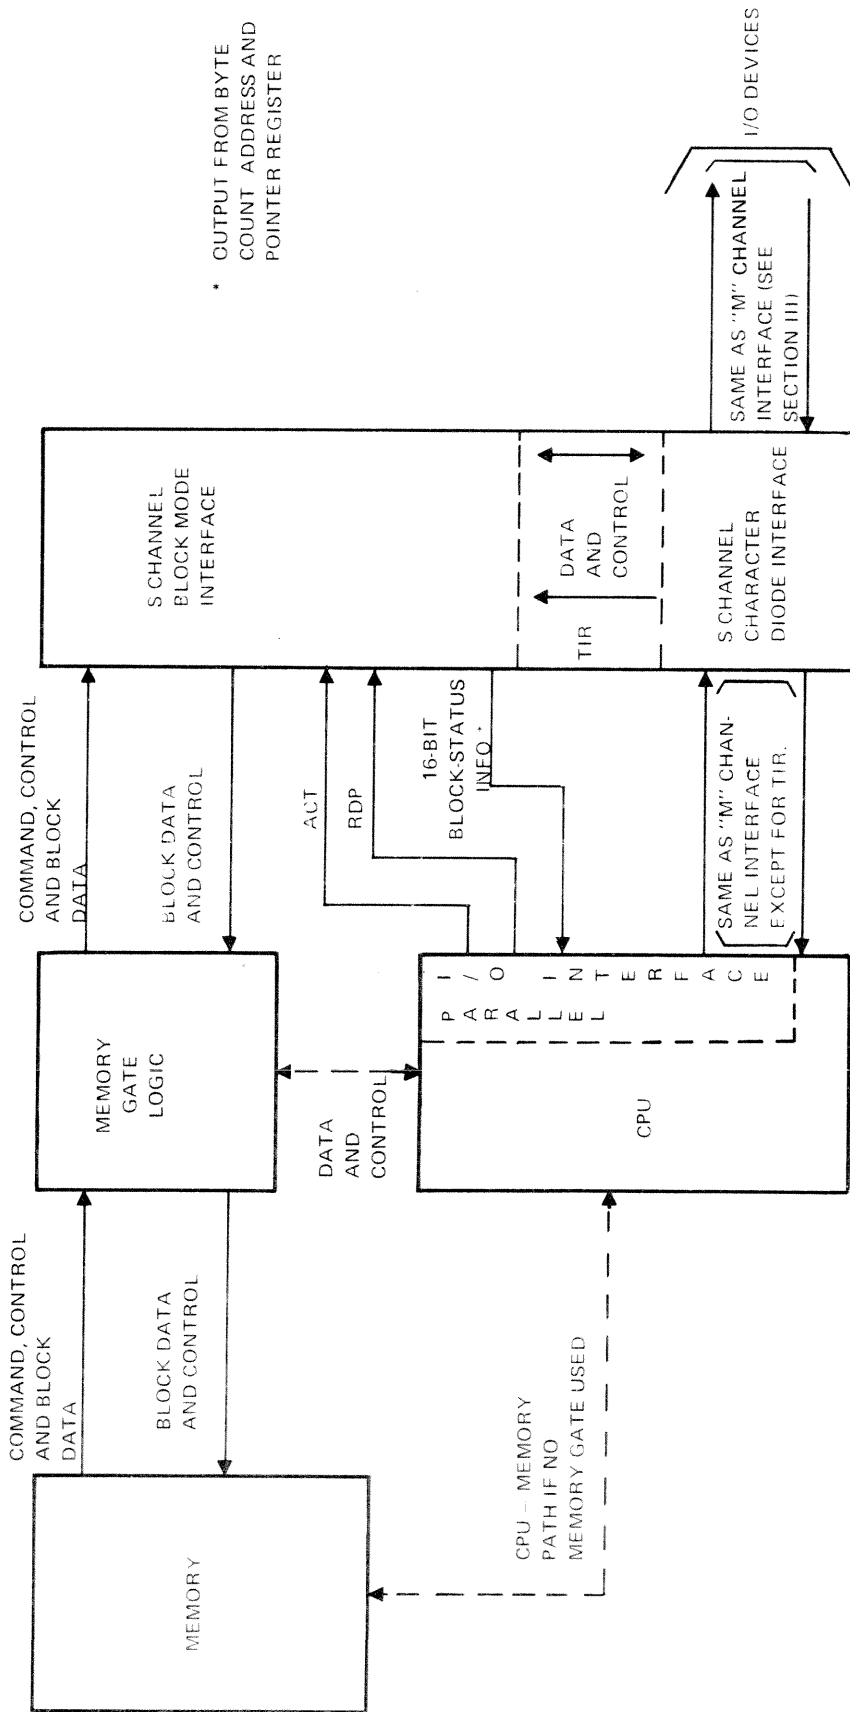 COMMAND, CONTROL
AND BLOCK
DATA
BLOCK DATA
AND CONTROL
MEMORY
COMMAND, CONTROL
AND BLOCK
DATA
BLOCK DATA
AND CONTROL
MEMORY
GATE
LOGIC
DATA
AND
CONTROL
CPU – MEMORY
PATH IF NO
MEMORY GATE USED
CPU
PARALLEL
I/O INTERFACE
ACT
RDP
16-BIT
BLOCK-STATUS
INFO *
SAME AS "M" CHAN-
NEL INTERFACE
EXCEPT FOR TIR.
S CHANNEL
BLOCK MODE
INTERFACE
TIR
DATA
AND
CONTROL
S CHANNEL
CHARACTER
DIODE INTERFACE
* OUTPUT FROM BYTE
COUNT ADDRESS AND
POINTER REGISTER
SAME AS "M" CHANNEL
INTERFACE (SEE
SECTION III)
I/O DEVICES